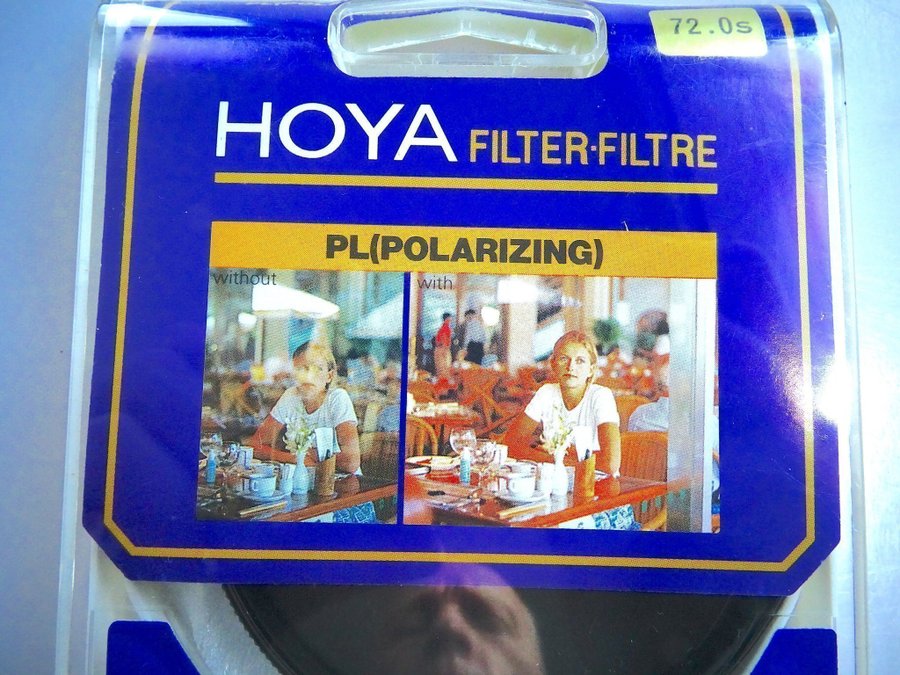 72.0s
HOYA FILTER·FILTRE
PL(POLARIZING)
without with